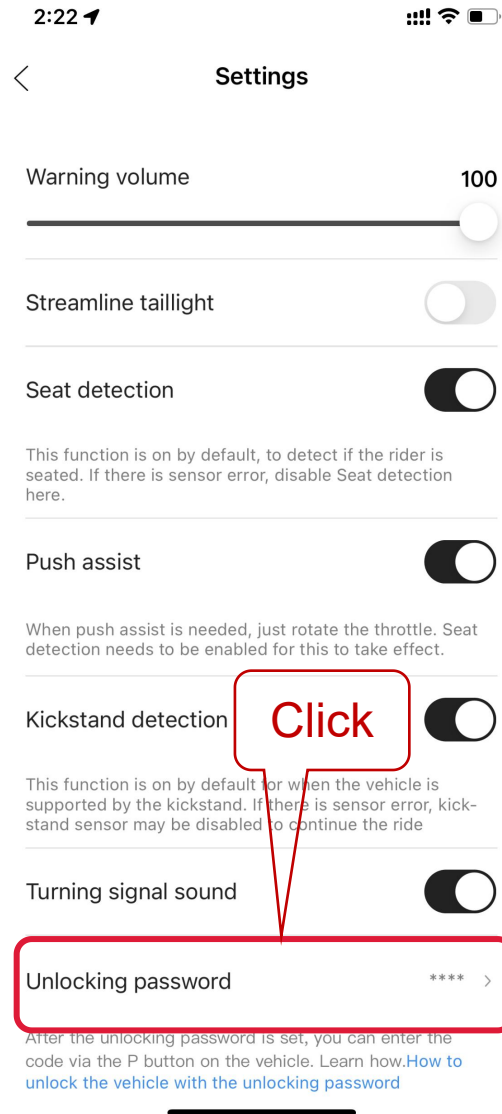 2:22
Settings
Warning volume 100
Streamline taillight
Seat detection
This function is on by default, to detect if the rider is
seated. If there is sensor error, disable Seat detection
here.
Push assist
When push assist is needed, just rotate the throttle. Seat
detection needs to be enabled for this to take effect.
Kickstand detection
Click
This function is on by default for when the vehicle is
supported by the kickstand. If there is sensor error, kick-
stand sensor may be disabled to continue the ride
Turning signal sound
Unlocking password ****
After the unlocking password is set, you can enter the
code via the P button on the vehicle. Learn how.How to
unlock the vehicle with the unlocking password